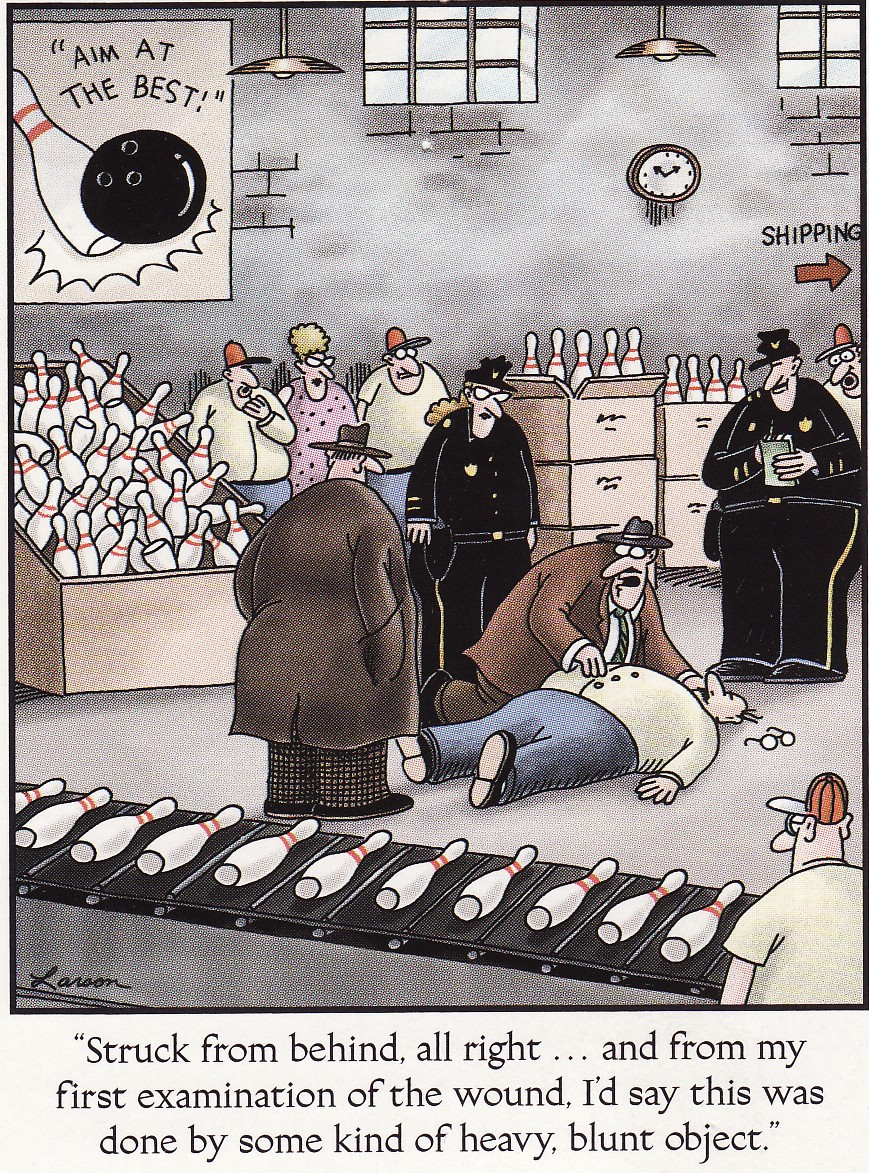 "AIM AT
THE BEST!"
SHIPPING
Larson
"Struck from behind, all right ... and from my
first examination of the wound, I'd say this was
done by some kind of heavy, blunt object."